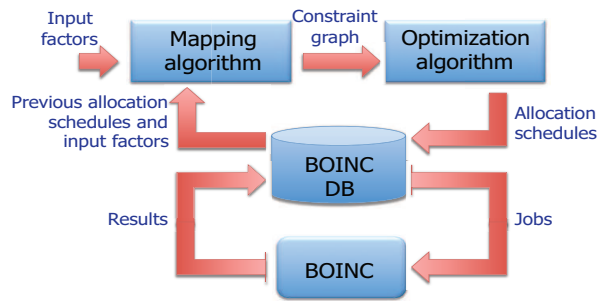 Input
factors
Mapping
algorithm
Constraint
graph
Optimization
algorithm
Previous allocation
schedules and
input factors
Allocation
schedules
BOINC
DB
Results
Jobs
BOINC